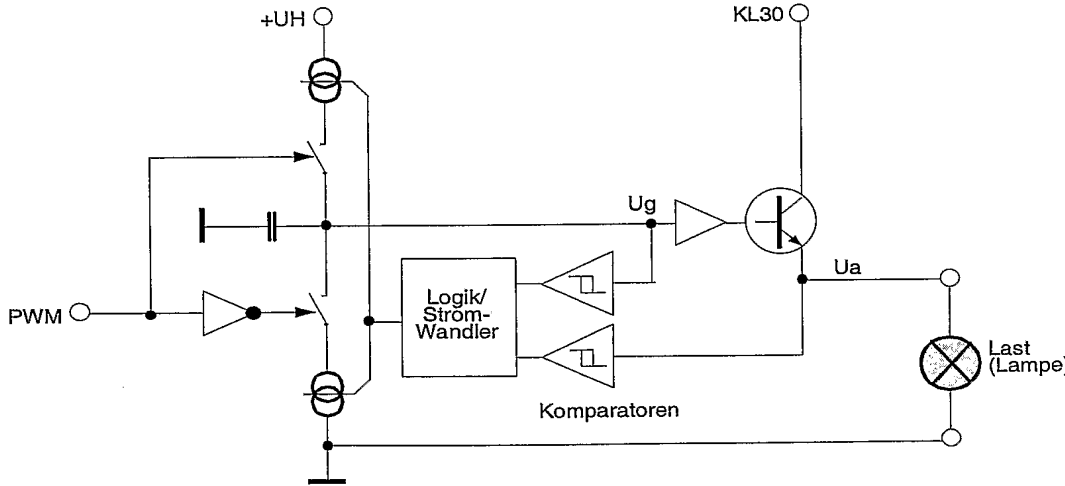 +UH
KL30
Ug
Ua
PWM
Logik/
Strom-
Wandler
Last
(Lampe)
Komparatoren